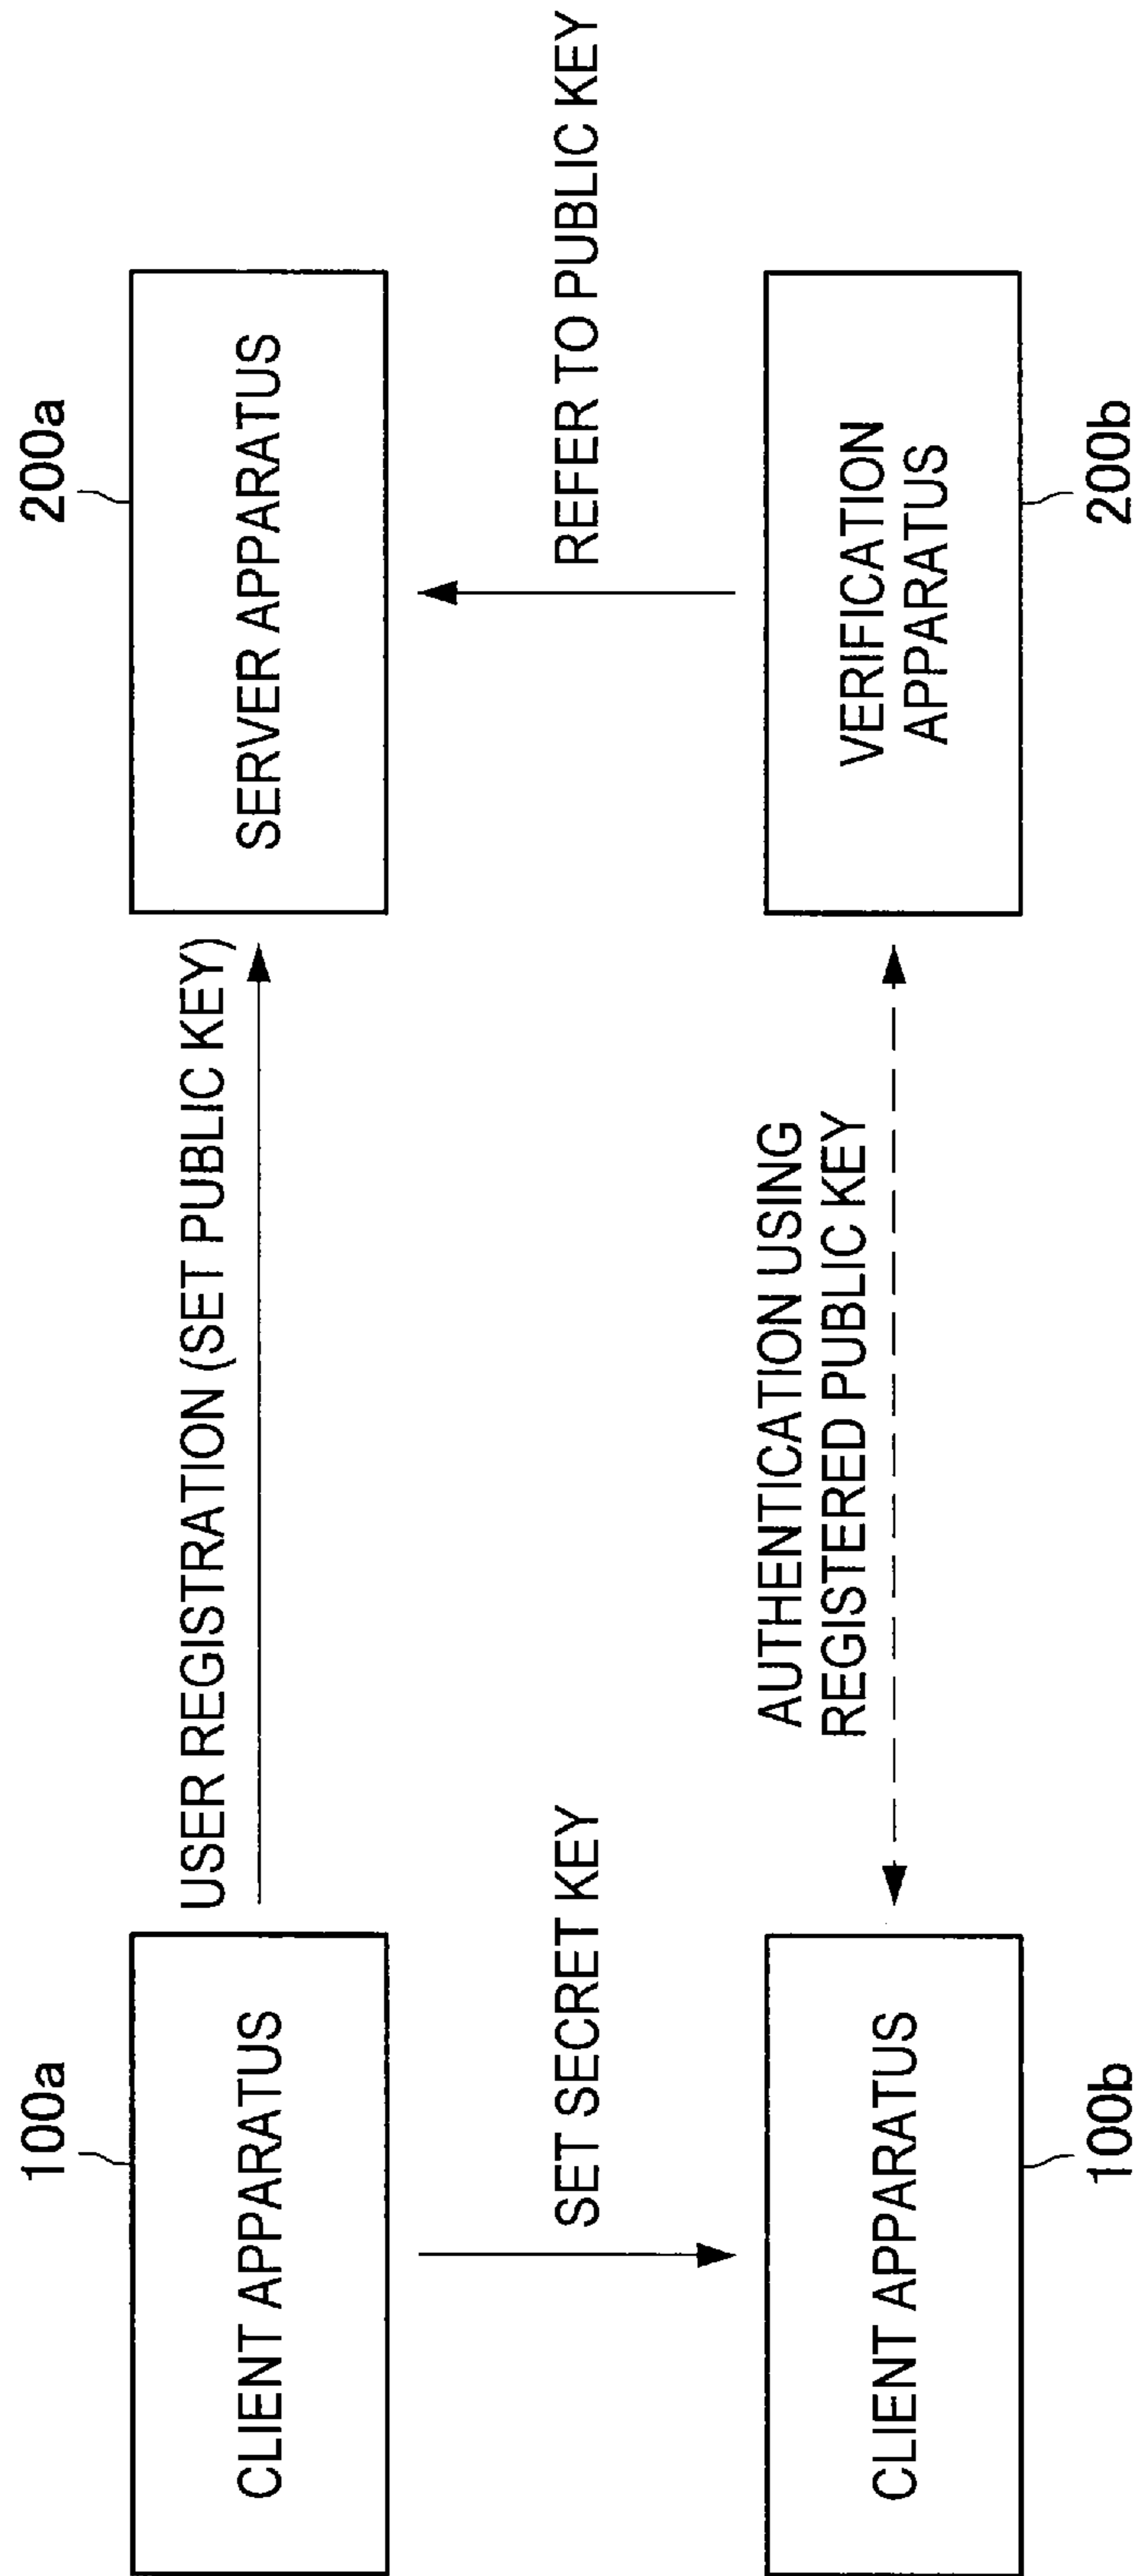 100a
CLIENT APPARATUS
USER REGISTRATION (SET PUBLIC KEY)
200a
SERVER APPARATUS
SET SECRET KEY
REFER TO PUBLIC KEY
CLIENT APPARATUS
100b
AUTHENTICATION USING
REGISTERED PUBLIC KEY
VERIFICATION
APPARATUS
200b